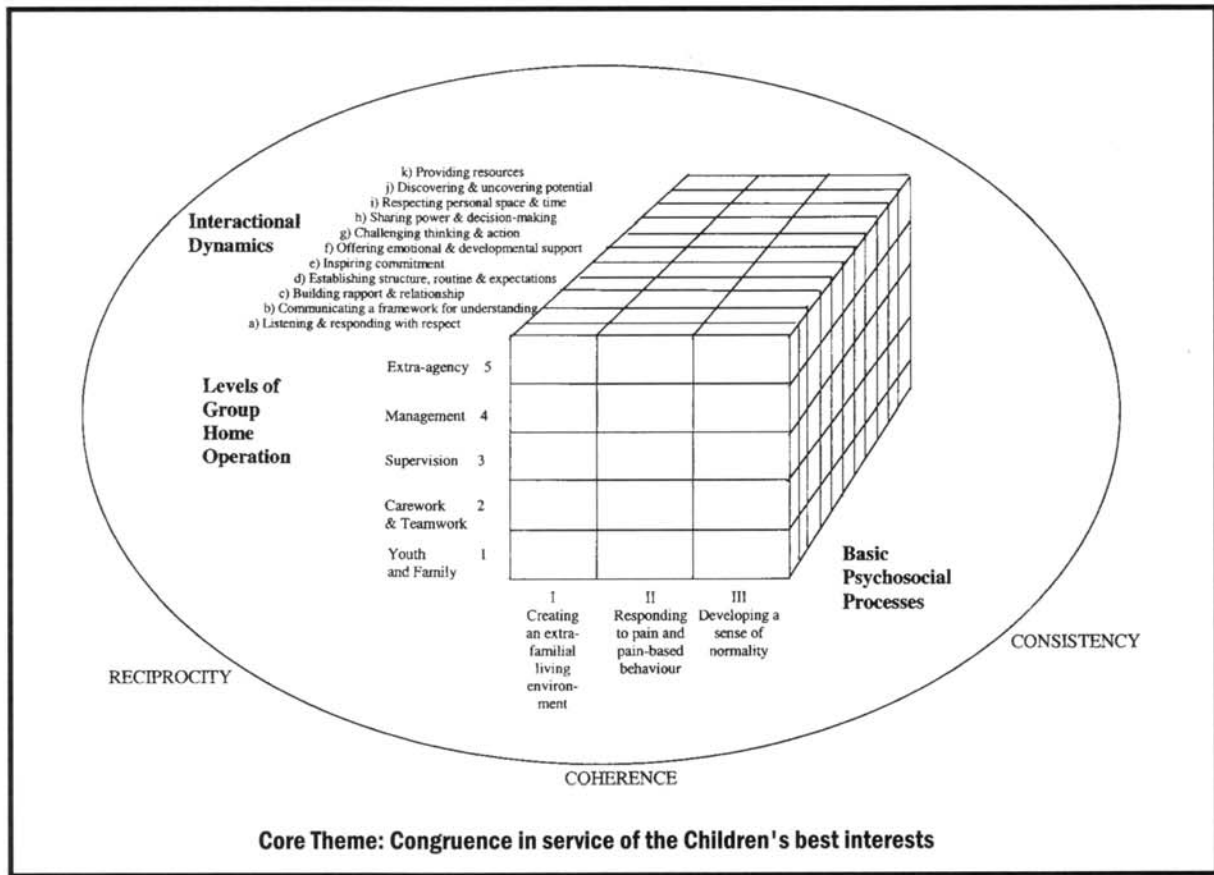 k) Providing resources
j) Discovering & uncovering potential
i) Respecting personal space & time
h) Sharing power & decision-making
g) Challenging thinking & action
f) Offering emotional & developmental support
e) Inspiring commitment
d) Establishing structure, routine & expectations
c) Building rapport & relationship
b) Communicating a framework for understanding
a) Listening & responding with respect
Interactional
Dynamics
Levels of
Group
Home
Operation
Extra-agency 5
Management 4
Supervision 3
Carework 2
& Teamwork
Youth 1
and Family
I
Creating
an extra-
familial
living
environ-
ment
II
Responding
to pain and
pain-based
behaviour
III
Developing a
sense of
normality
Basic
Psychosocial
Processes
RECIPROCITY
CONSISTENCY
COHERENCE
Core Theme: Congruence in service of the Children's best interests